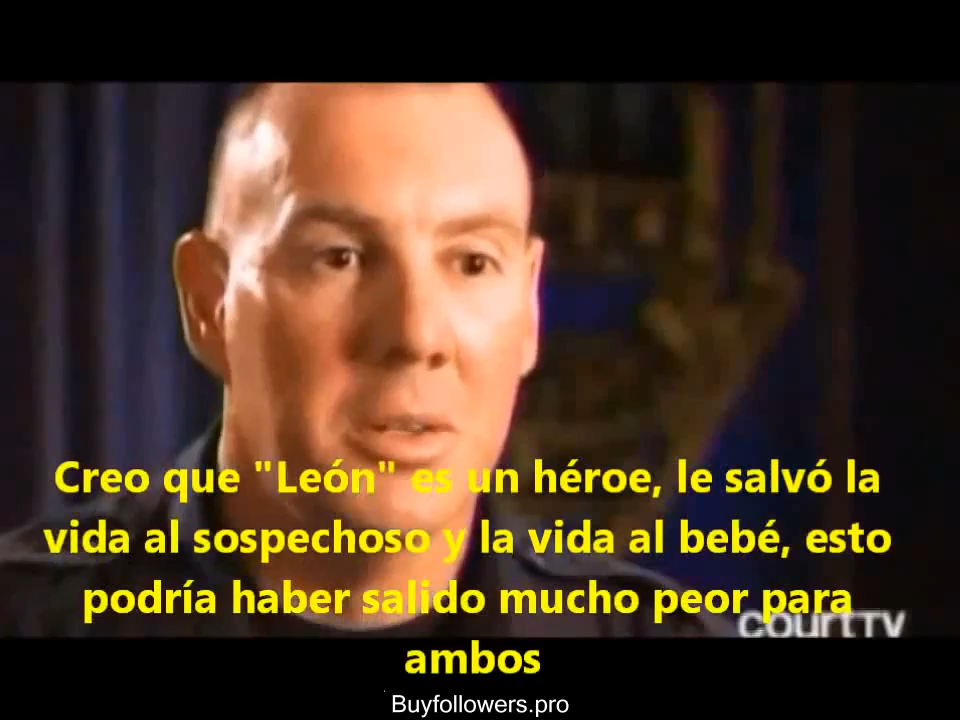 Creo que "León" es un héroe, le salvó la
vida al sospechoso y la vida al bebé, esto
podría haber salido mucho peor para
courtTV
ambos
Buyfollowers.pro